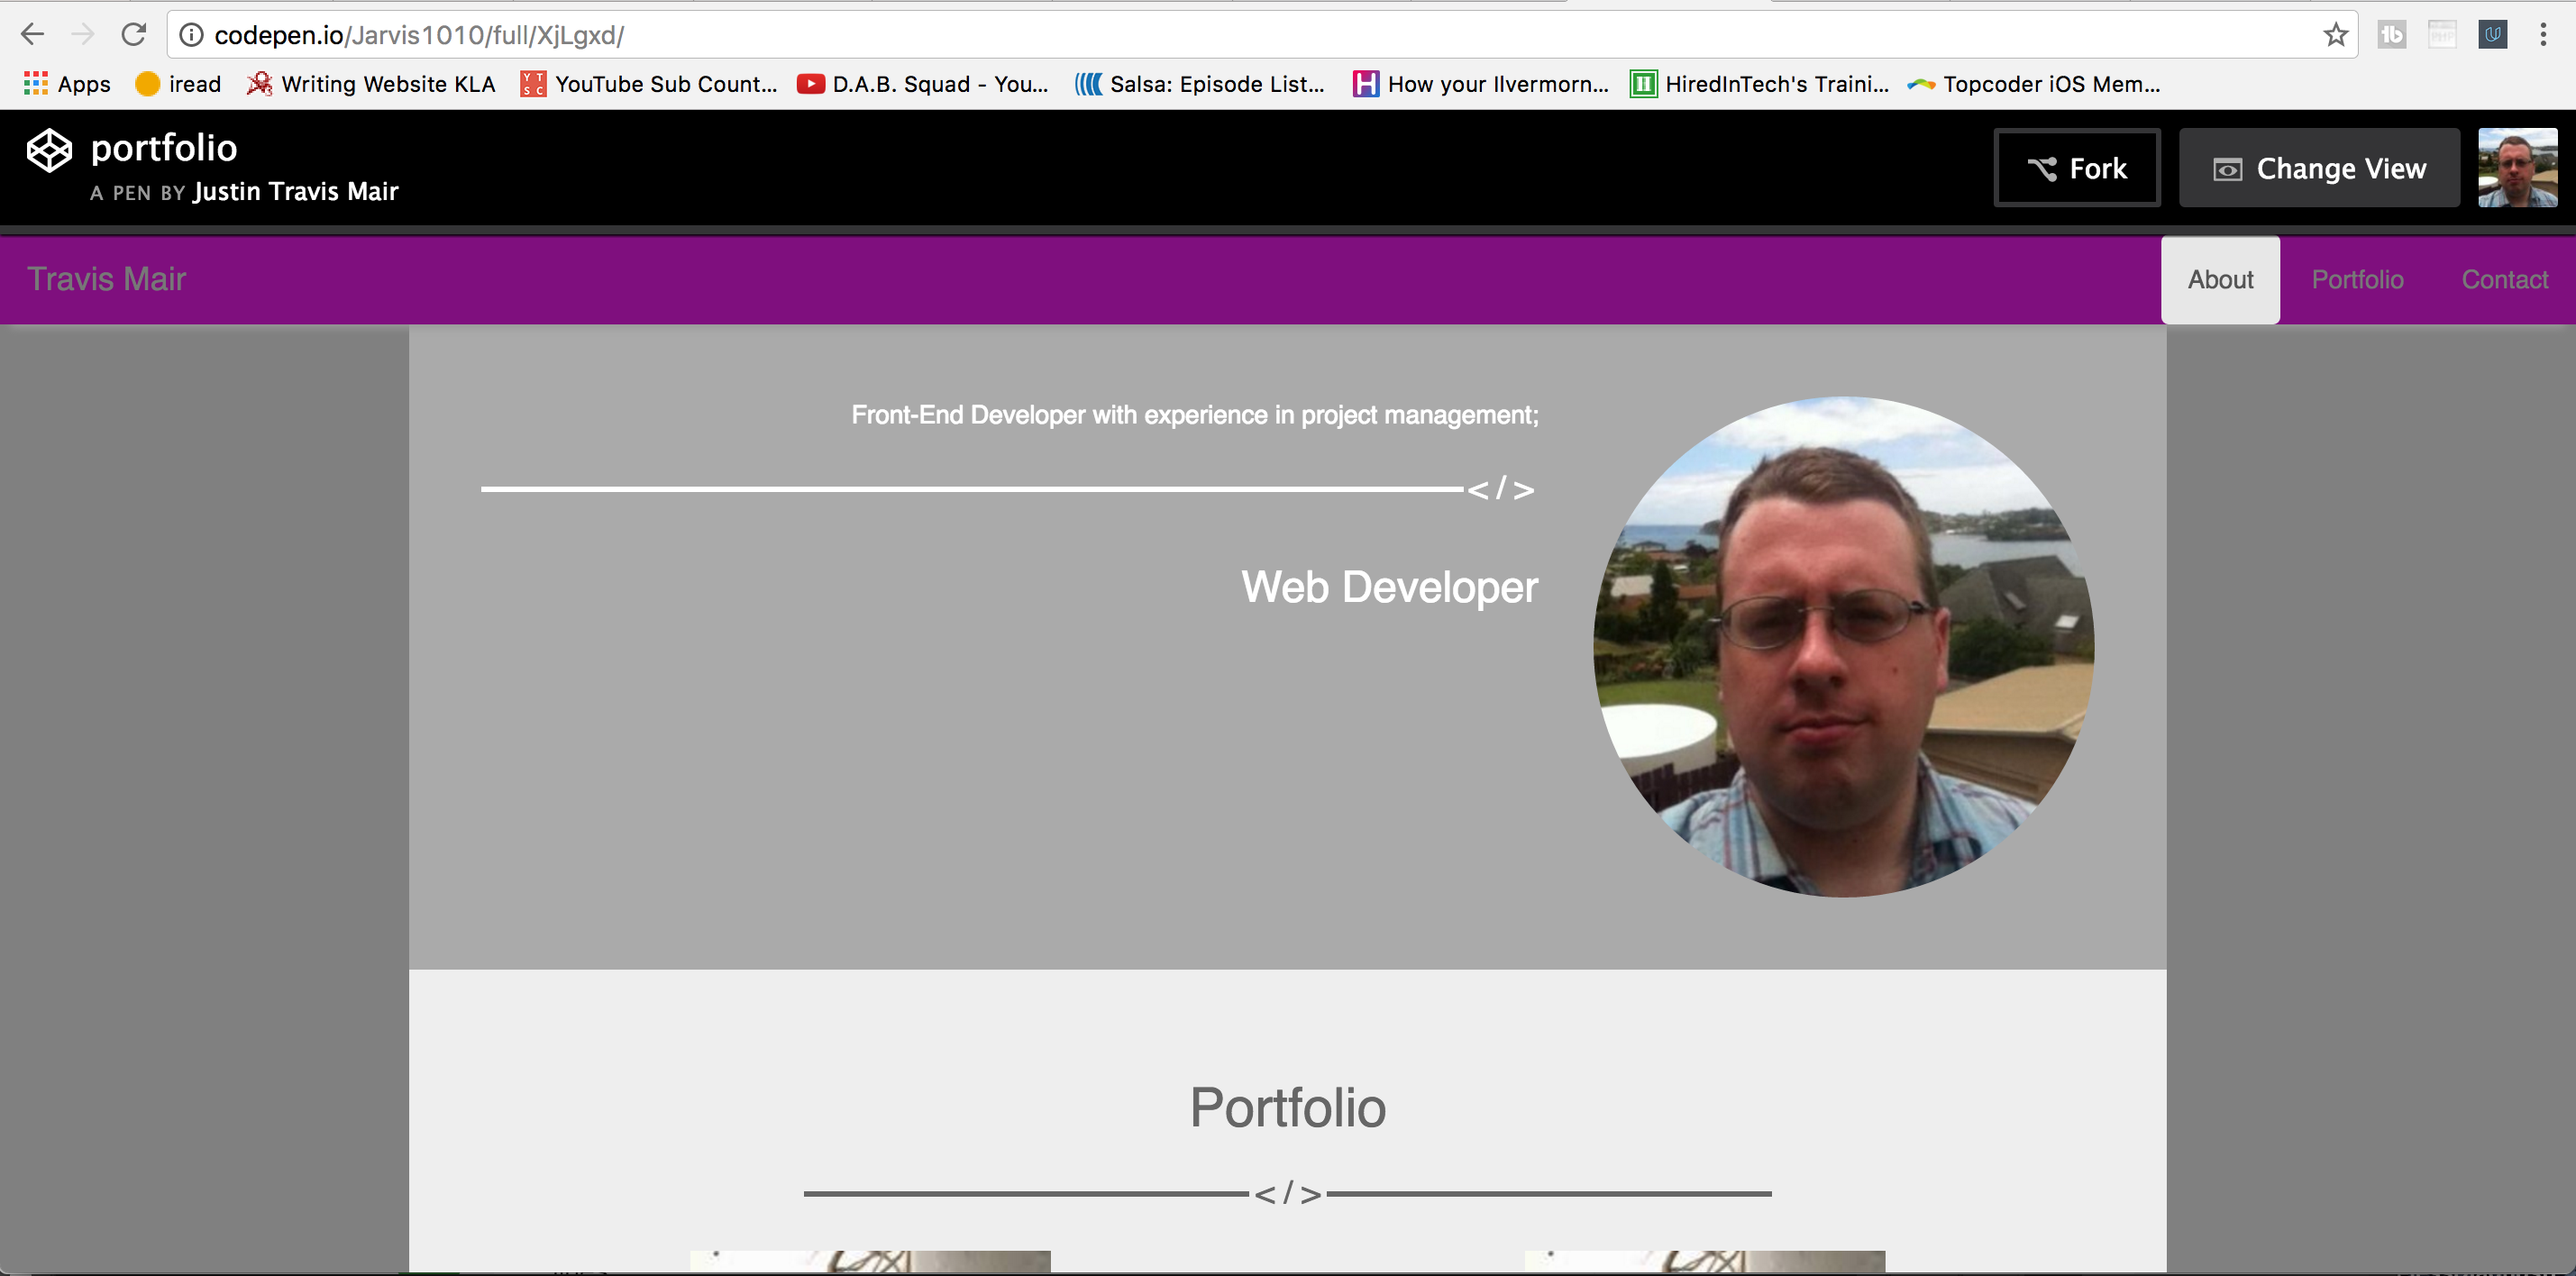 codepen.io/Jarvis1010/full/XjLgxd/
Apps iread Writing Website KLA YouTube Sub Count... D.A.B. Squad - You... Salsa: Episode List... How your Ilvermorn... HiredInTech's Traini... Topcoder iOS Mem...
portfolio
A PEN BY Justin Travis Mair
Fork Change View
Travis Mair About Portfolio Contact
Front-End Developer with experience in project management;
</>
Web Developer
Portfolio
</>